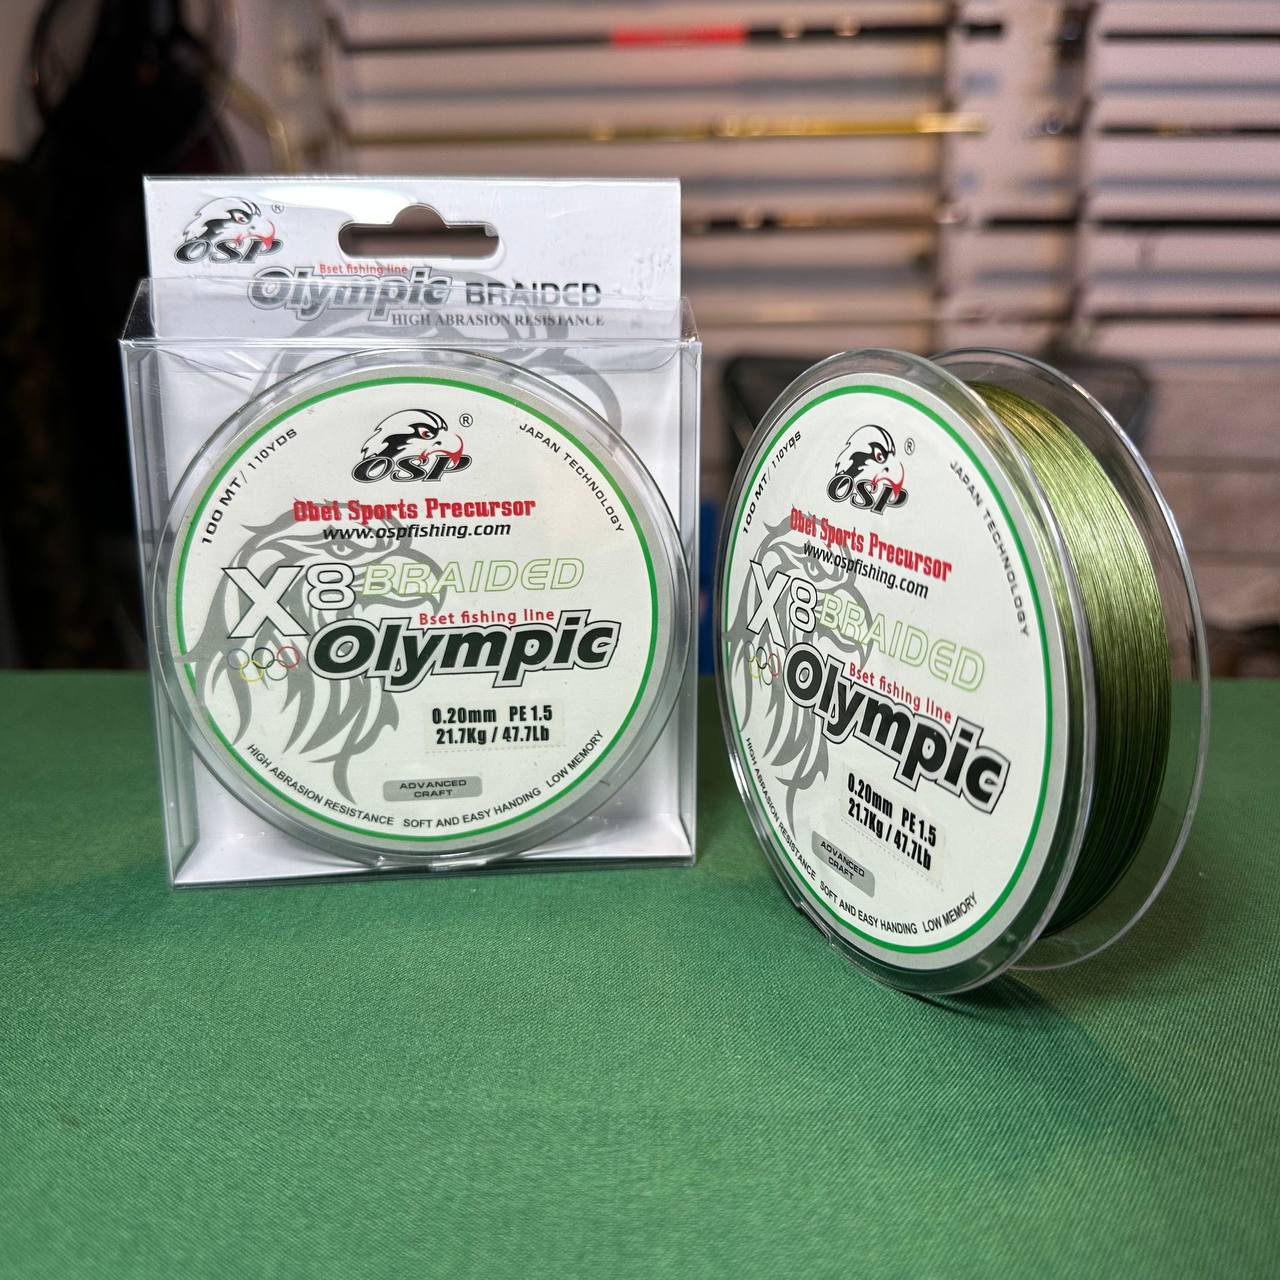 OSP ®
Bset fishing line
Olympic BRAIDED
HIGH ABRASION RESISTANCE
OSP ®
100 MT / 110YDS
JAPAN TECHNOLOGY
Obei Sports Precursor
www.ospfishing.com
X8 BRAIDED
Bset fishing line
Olympic
0.20mm PE 1.5
21.7Kg / 47.7Lb
ADVANCED
CRAFT
HIGH ABRASION RESISTANCE SOFT AND EASY HANDING LOW MEMORY
OSP ®
100 MT / 110YDS
JAPAN TECHNOLOGY
Obei Sports Precursor
www.ospfishing.com
X8 BRAIDED
Bset fishing line
Olympic
0.20mm PE 1.5
21.7Kg / 47.7Lb
ADVANCED
CRAFT
HIGH ABRASION RESISTANCE SOFT AND EASY HANDING LOW MEMORY